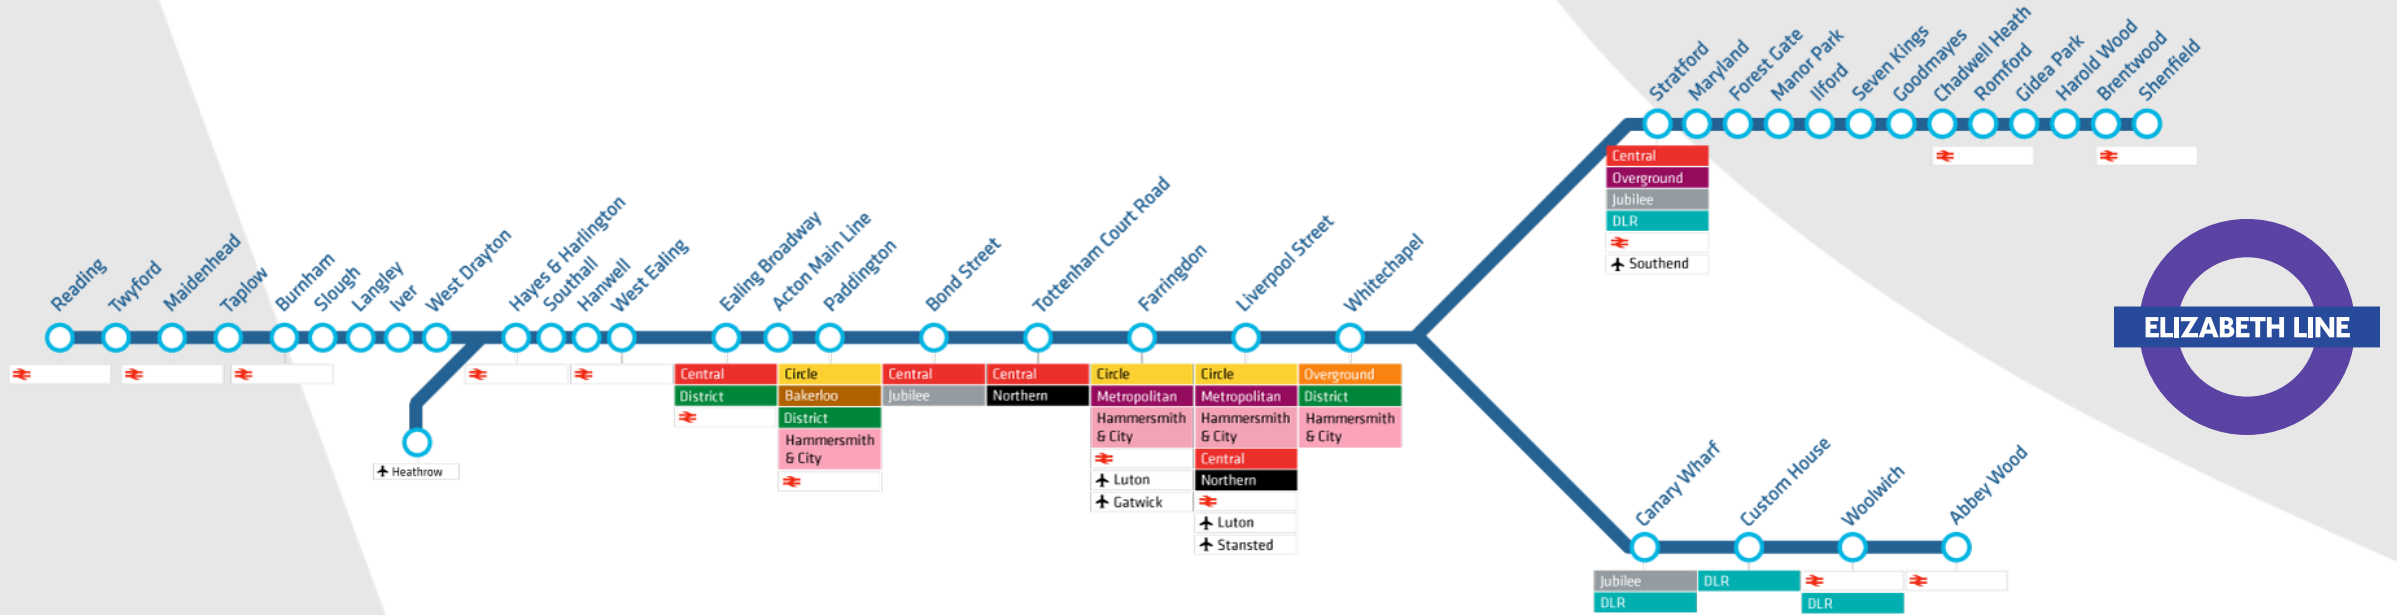 Reading
Twyford
Maidenhead
Taplow
Burnham
Slough
Langley
Iver
West Drayton
Heathrow
Hayes & Harlington
Southall
Hanwell
West Ealing
Ealing Broadway
Central
District
Acton Main Line
Paddington
Circle
Bakerloo
District
Hammersmith
& City
Bond Street
Central
Jubilee
Tottenham Court Road
Central
Northern
Farringdon
Circle
Metropolitan
Hammersmith
& City
Luton
Gatwick
Liverpool Street
Circle
Metropolitan
Hammersmith
& City
Central
Northern
Luton
Stansted
Whitechapel
Overground
District
Hammersmith
& City
Stratford
Central
Overground
Jubilee
DLR
Southend
Maryland
Forest Gate
Manor Park
Ilford
Seven Kings
Goodmayes
Chadwell Heath
Romford
Gidea Park
Harold Wood
Brentwood
Shenfield
Canary Wharf
Jubilee
DLR
Custom House
DLR
Woolwich
DLR
Abbey Wood
ELIZABETH LINE